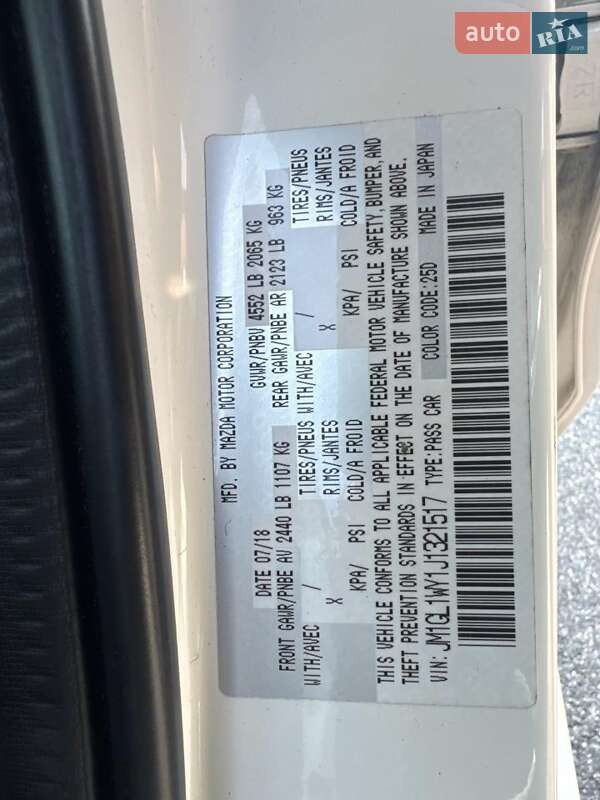 auto RIA.com
MFD. BY MAZDA MOTOR CORPORATION
DATE 07/18 GVWR/PNBV 4552 LB 2065 KG
FRONT GAWR/PNBE AV 2440 LB 1107 KG REAR GAWR/PNBE AR 2123 LB 963 KG
WITH/AVEC / TIRES/PNEUS WITH/AVEC / TIRES/PNEUS
X RIMS/JANTES X RIMS/JANTES
KPA/ PSI COLD/A FROID KPA/ PSI COLD/A FROID
THIS VEHICLE CONFORMS TO ALL APPLICABLE FEDERAL MOTOR VEHICLE SAFETY, BUMPER, AND
THEFT PREVENTION STANDARDS IN EFFECT ON THE DATE OF MANUFACTURE SHOWN ABOVE.
VIN: JM1GL1WY1J1321517 TYPE:PASS CAR COLOR CODE:25D MADE IN JAPAN